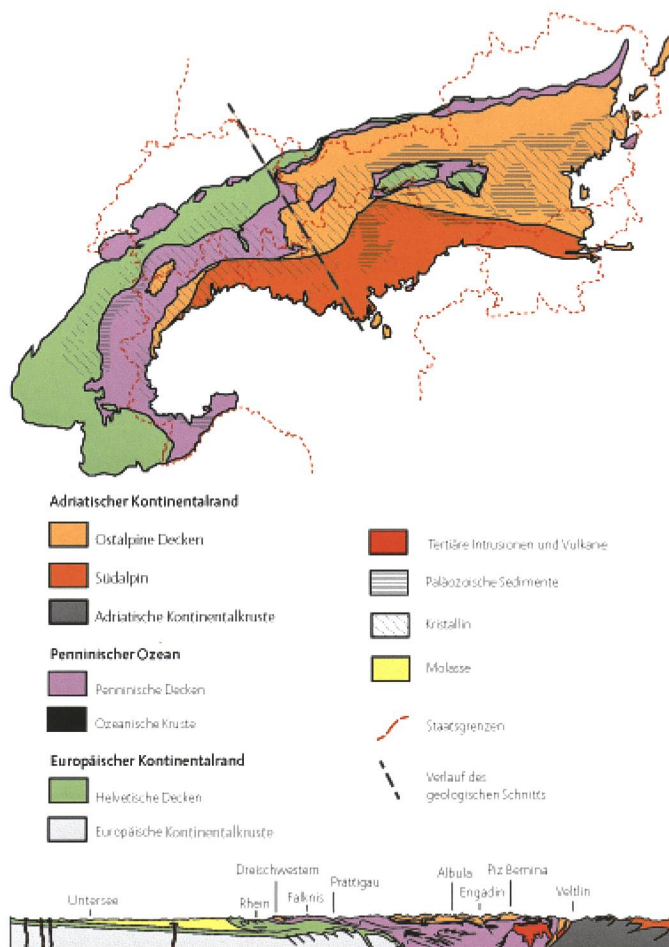 Adriatischer Kontinentalrand
Ostalpine Decken
Südalpin
Adriatische Kontinentalkruste
Penninischer Ozean
Penninische Decken
Ozeanische Kruste
Europäischer Kontinentalrand
Helvetische Decken
Europäische Kontinentalkruste
Tertiäre Intrusionen und Vulkanie
Paläozoische Sedimente
Kristallin
Molasse
Staatsgrenzen
Verlauf des
geologischen Schnitts
Untersee
Rhein
Dreischwestern
Falknis
Prättigau
Albula
Engadin
Piz Bernina
Veltlin